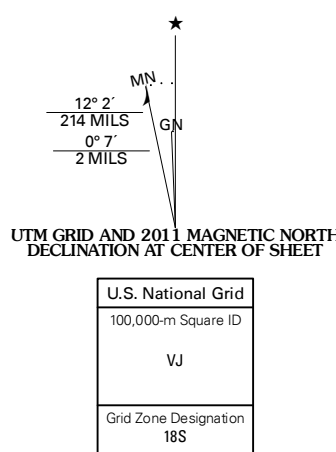 ★
MN
GN
12° 2´
214 MILS
0° 7´
2 MILS
UTM GRID AND 2011 MAGNETIC NORTH
DECLINATION AT CENTER OF SHEET
U.S. National Grid
100,000-m Square ID
VJ
Grid Zone Designation
18S